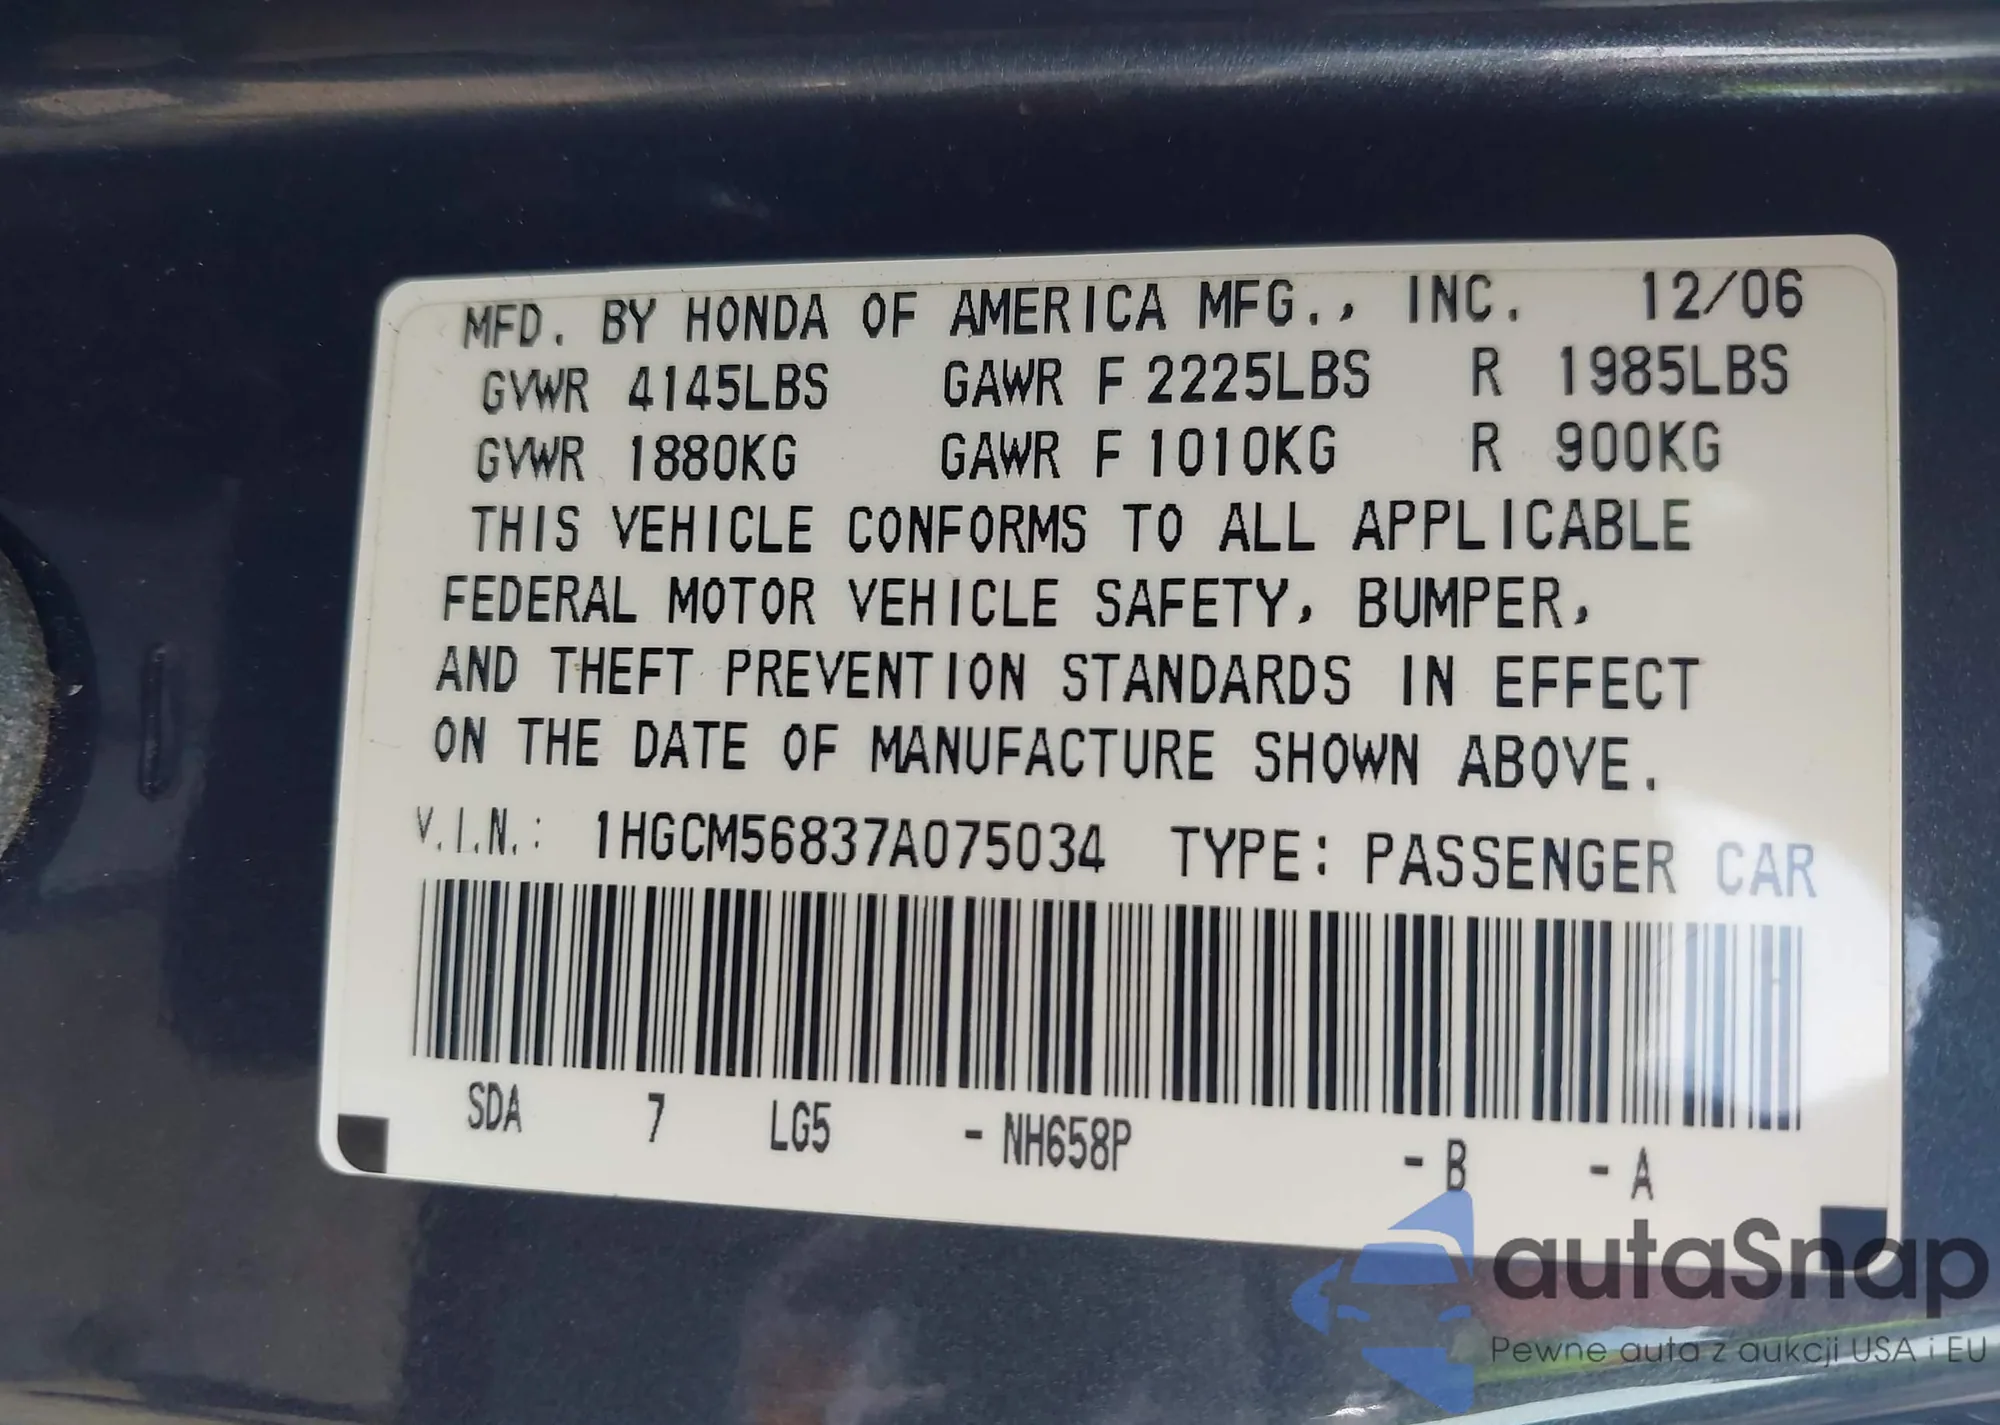 MFD. BY HONDA OF AMERICA MFG., INC. 12/06
GVWR 4145LBS GAWR F 2225LBS R 1985LBS
GVWR 1880KG GAWR F 1010KG R 900KG
THIS VEHICLE CONFORMS TO ALL APPLICABLE
FEDERAL MOTOR VEHICLE SAFETY, BUMPER,
AND THEFT PREVENTION STANDARDS IN EFFECT
ON THE DATE OF MANUFACTURE SHOWN ABOVE.
V.I.N.: 1HGCM56837A075034 TYPE: PASSENGER CAR
SDA 7 LG5 - NH658P - B - A
autaSnap
Pewne auta z aukcji USA i EU